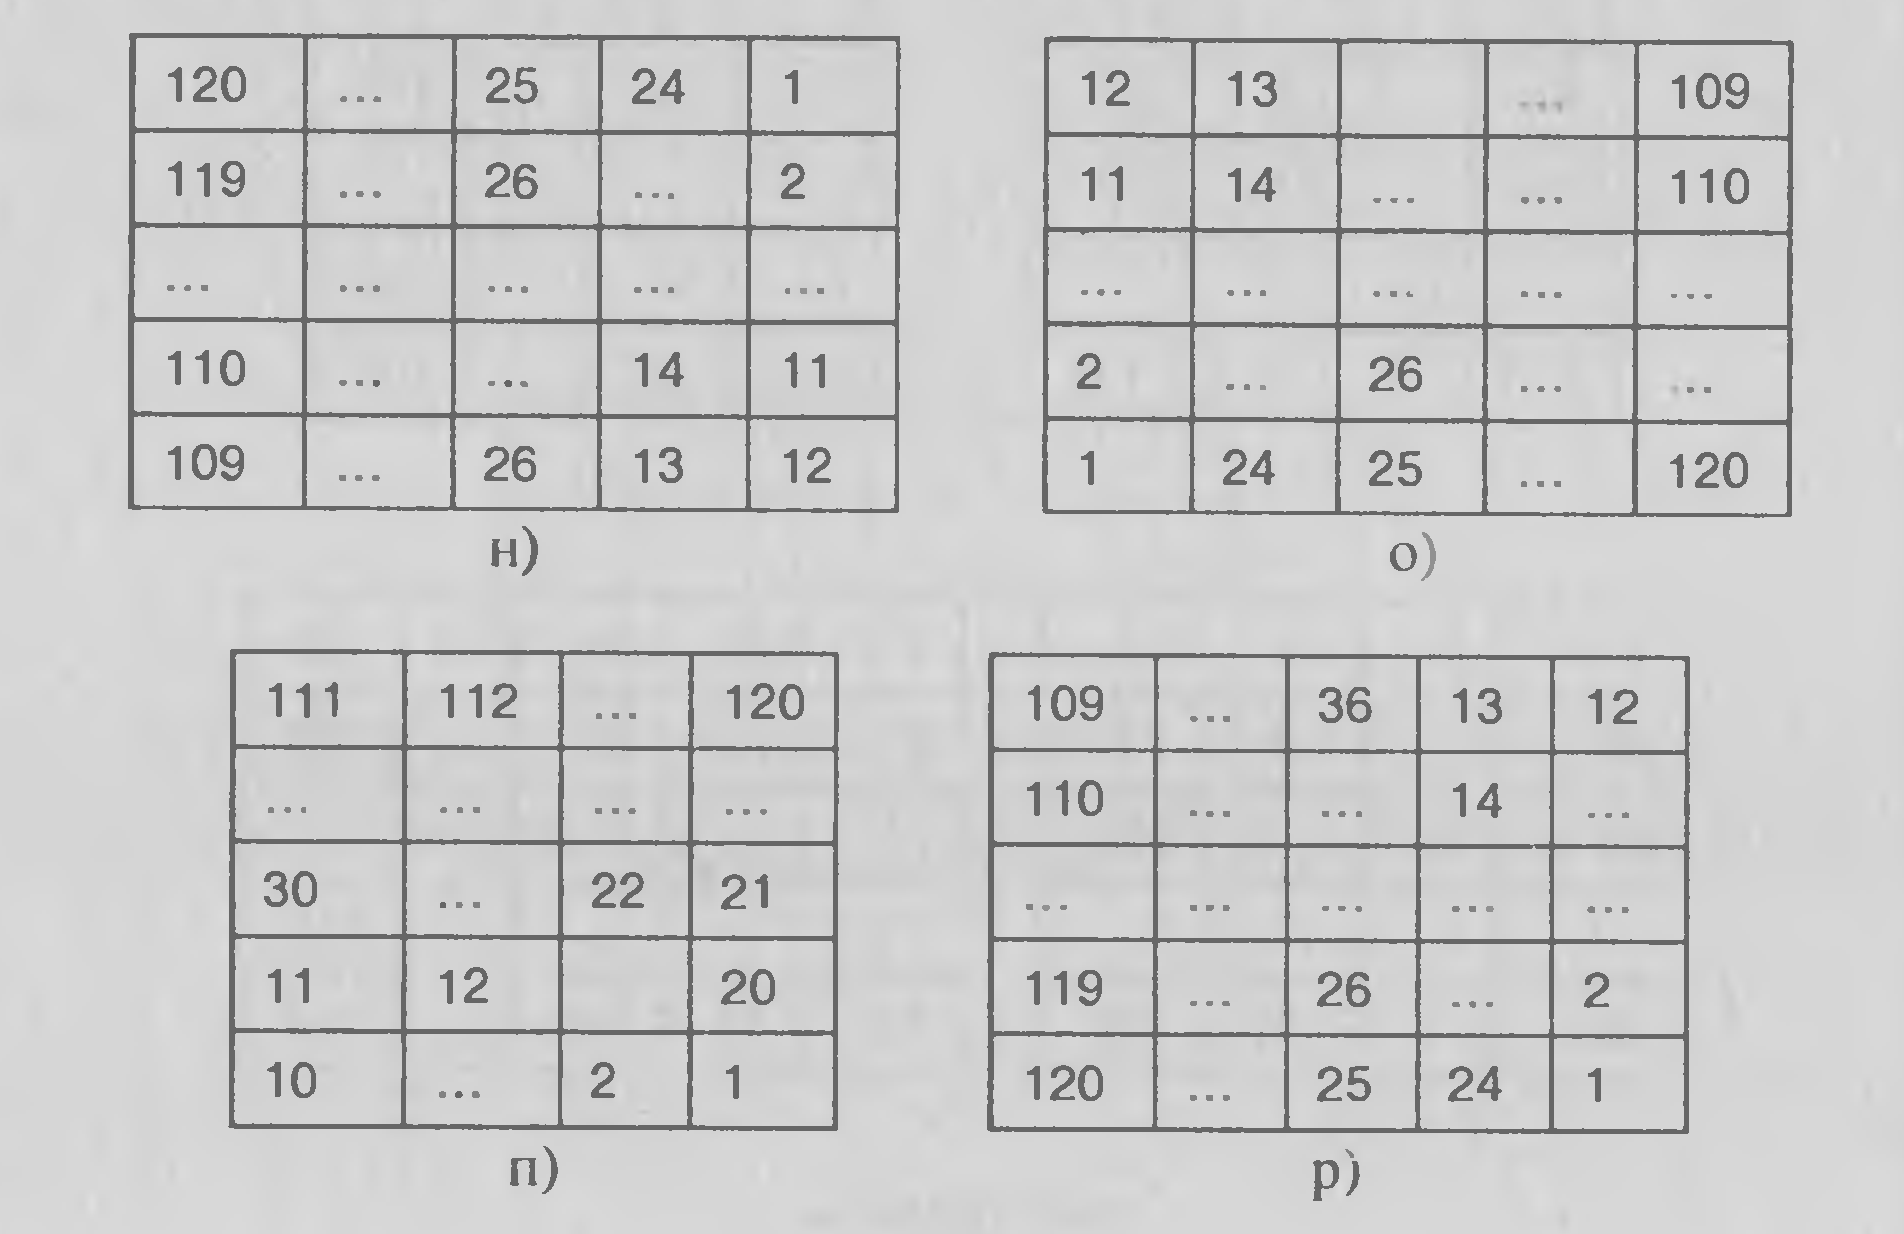 120 ... 25 24 1
119 ... 26 ... 2
... ... ... ... ...
110 ... ... 14 11
109 ... 26 13 12
н)
12 13 ... 109
11 14 ... ... 110
... ... ... ... ...
2 ... 26 ... ...
1 24 25 ... 120
о)
111 112 ... 120
... ... ... ...
30 ... 22 21
11 12 20
10 ... 2 1
п)
109 ... 36 13 12
110 ... ... 14 ...
... ... ... ... ...
119 ... 26 ... 2
120 ... 25 24 1
р)